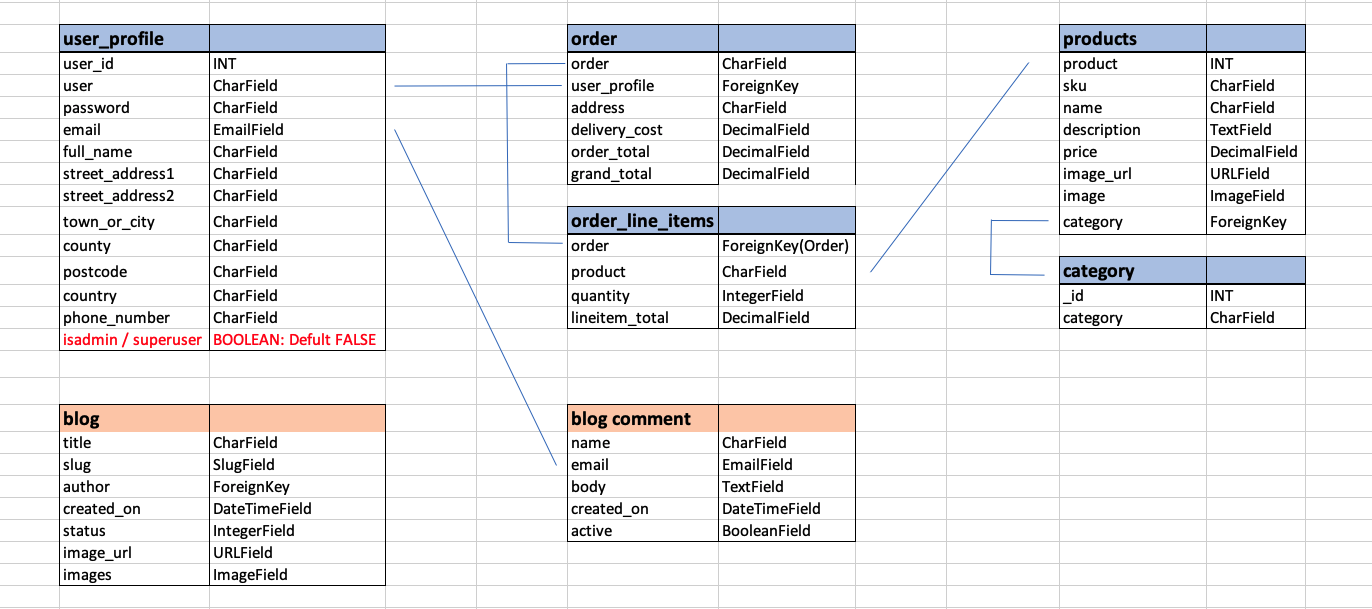 user_profile
user_id INT
user CharField
password CharField
email EmailField
full_name CharField
street_address1 CharField
street_address2 CharField
town_or_city CharField
county CharField
postcode CharField
country CharField
phone_number CharField
isadmin / superuser BOOLEAN: Defult FALSE
order
order CharField
user_profile ForeignKey
address CharField
delivery_cost DecimalField
order_total DecimalField
grand_total DecimalField
order_line_items
order ForeignKey(Order)
product CharField
quantity IntegerField
lineitem_total DecimalField
products
product INT
sku CharField
name CharField
description TextField
price DecimalField
image_url URLField
image ImageField
category ForeignKey
category
_id INT
category CharField
blog
title CharField
slug SlugField
author ForeignKey
created_on DateTimeField
status IntegerField
image_url URLField
images ImageField
blog comment
name CharField
email EmailField
body TextField
created_on DateTimeField
active BooleanField